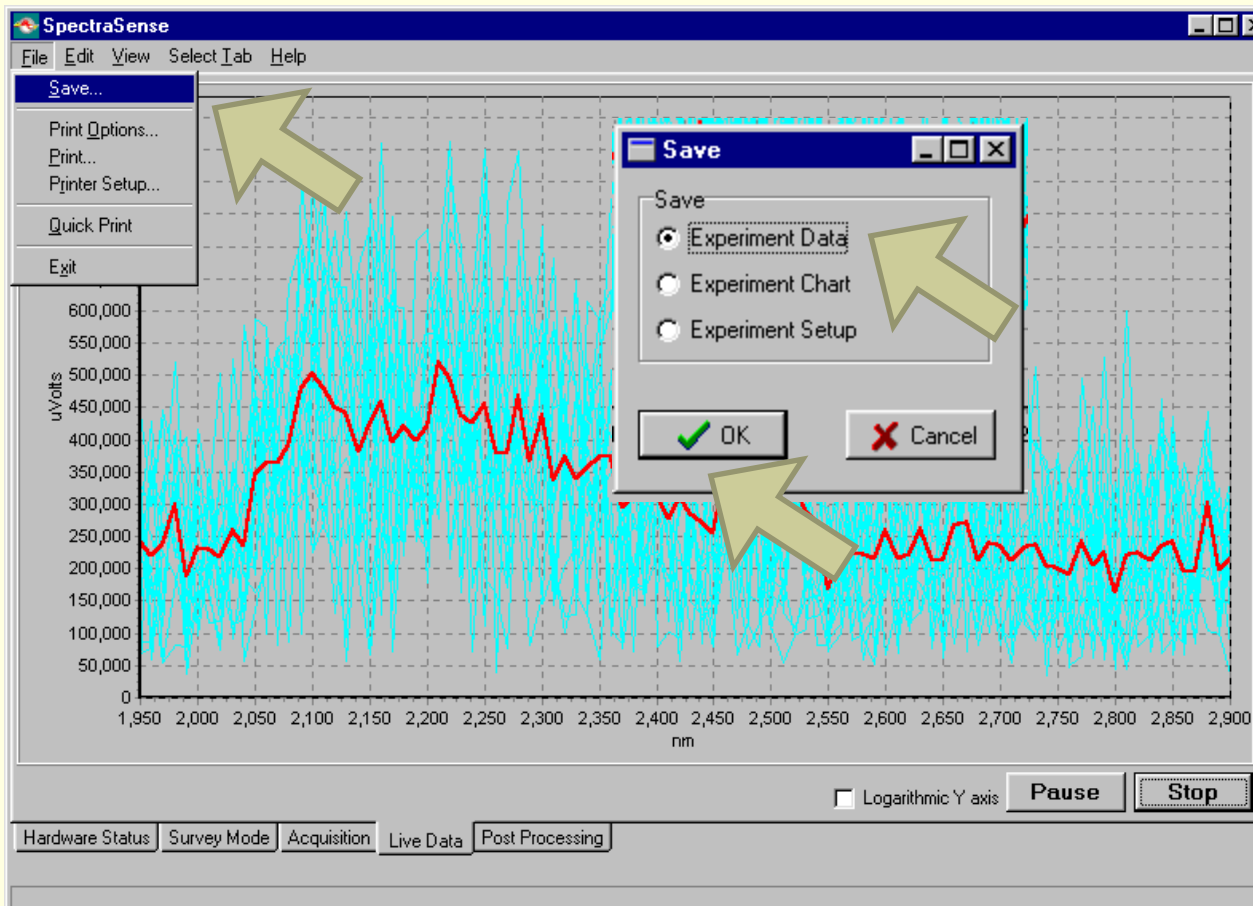 SpectraSense
File Edit View Select Tab Help
Save...
Print Options...
Print...
Printer Setup...
Quick Print
Exit
Save
Save
Experiment Data
Experiment Chart
Experiment Setup
OK Cancel
600,000
550,000
500,000
450,000
400,000
350,000
300,000
250,000
200,000
150,000
100,000
50,000
0
uVolts
1,950 2,000 2,050 2,100 2,150 2,200 2,250 2,300 2,350 2,400 2,450 2,500 2,550 2,600 2,650 2,700 2,750 2,800 2,850 2,900
nm
Logarithmic Y axis Pause Stop
Hardware Status Survey Mode Acquisition Live Data Post Processing